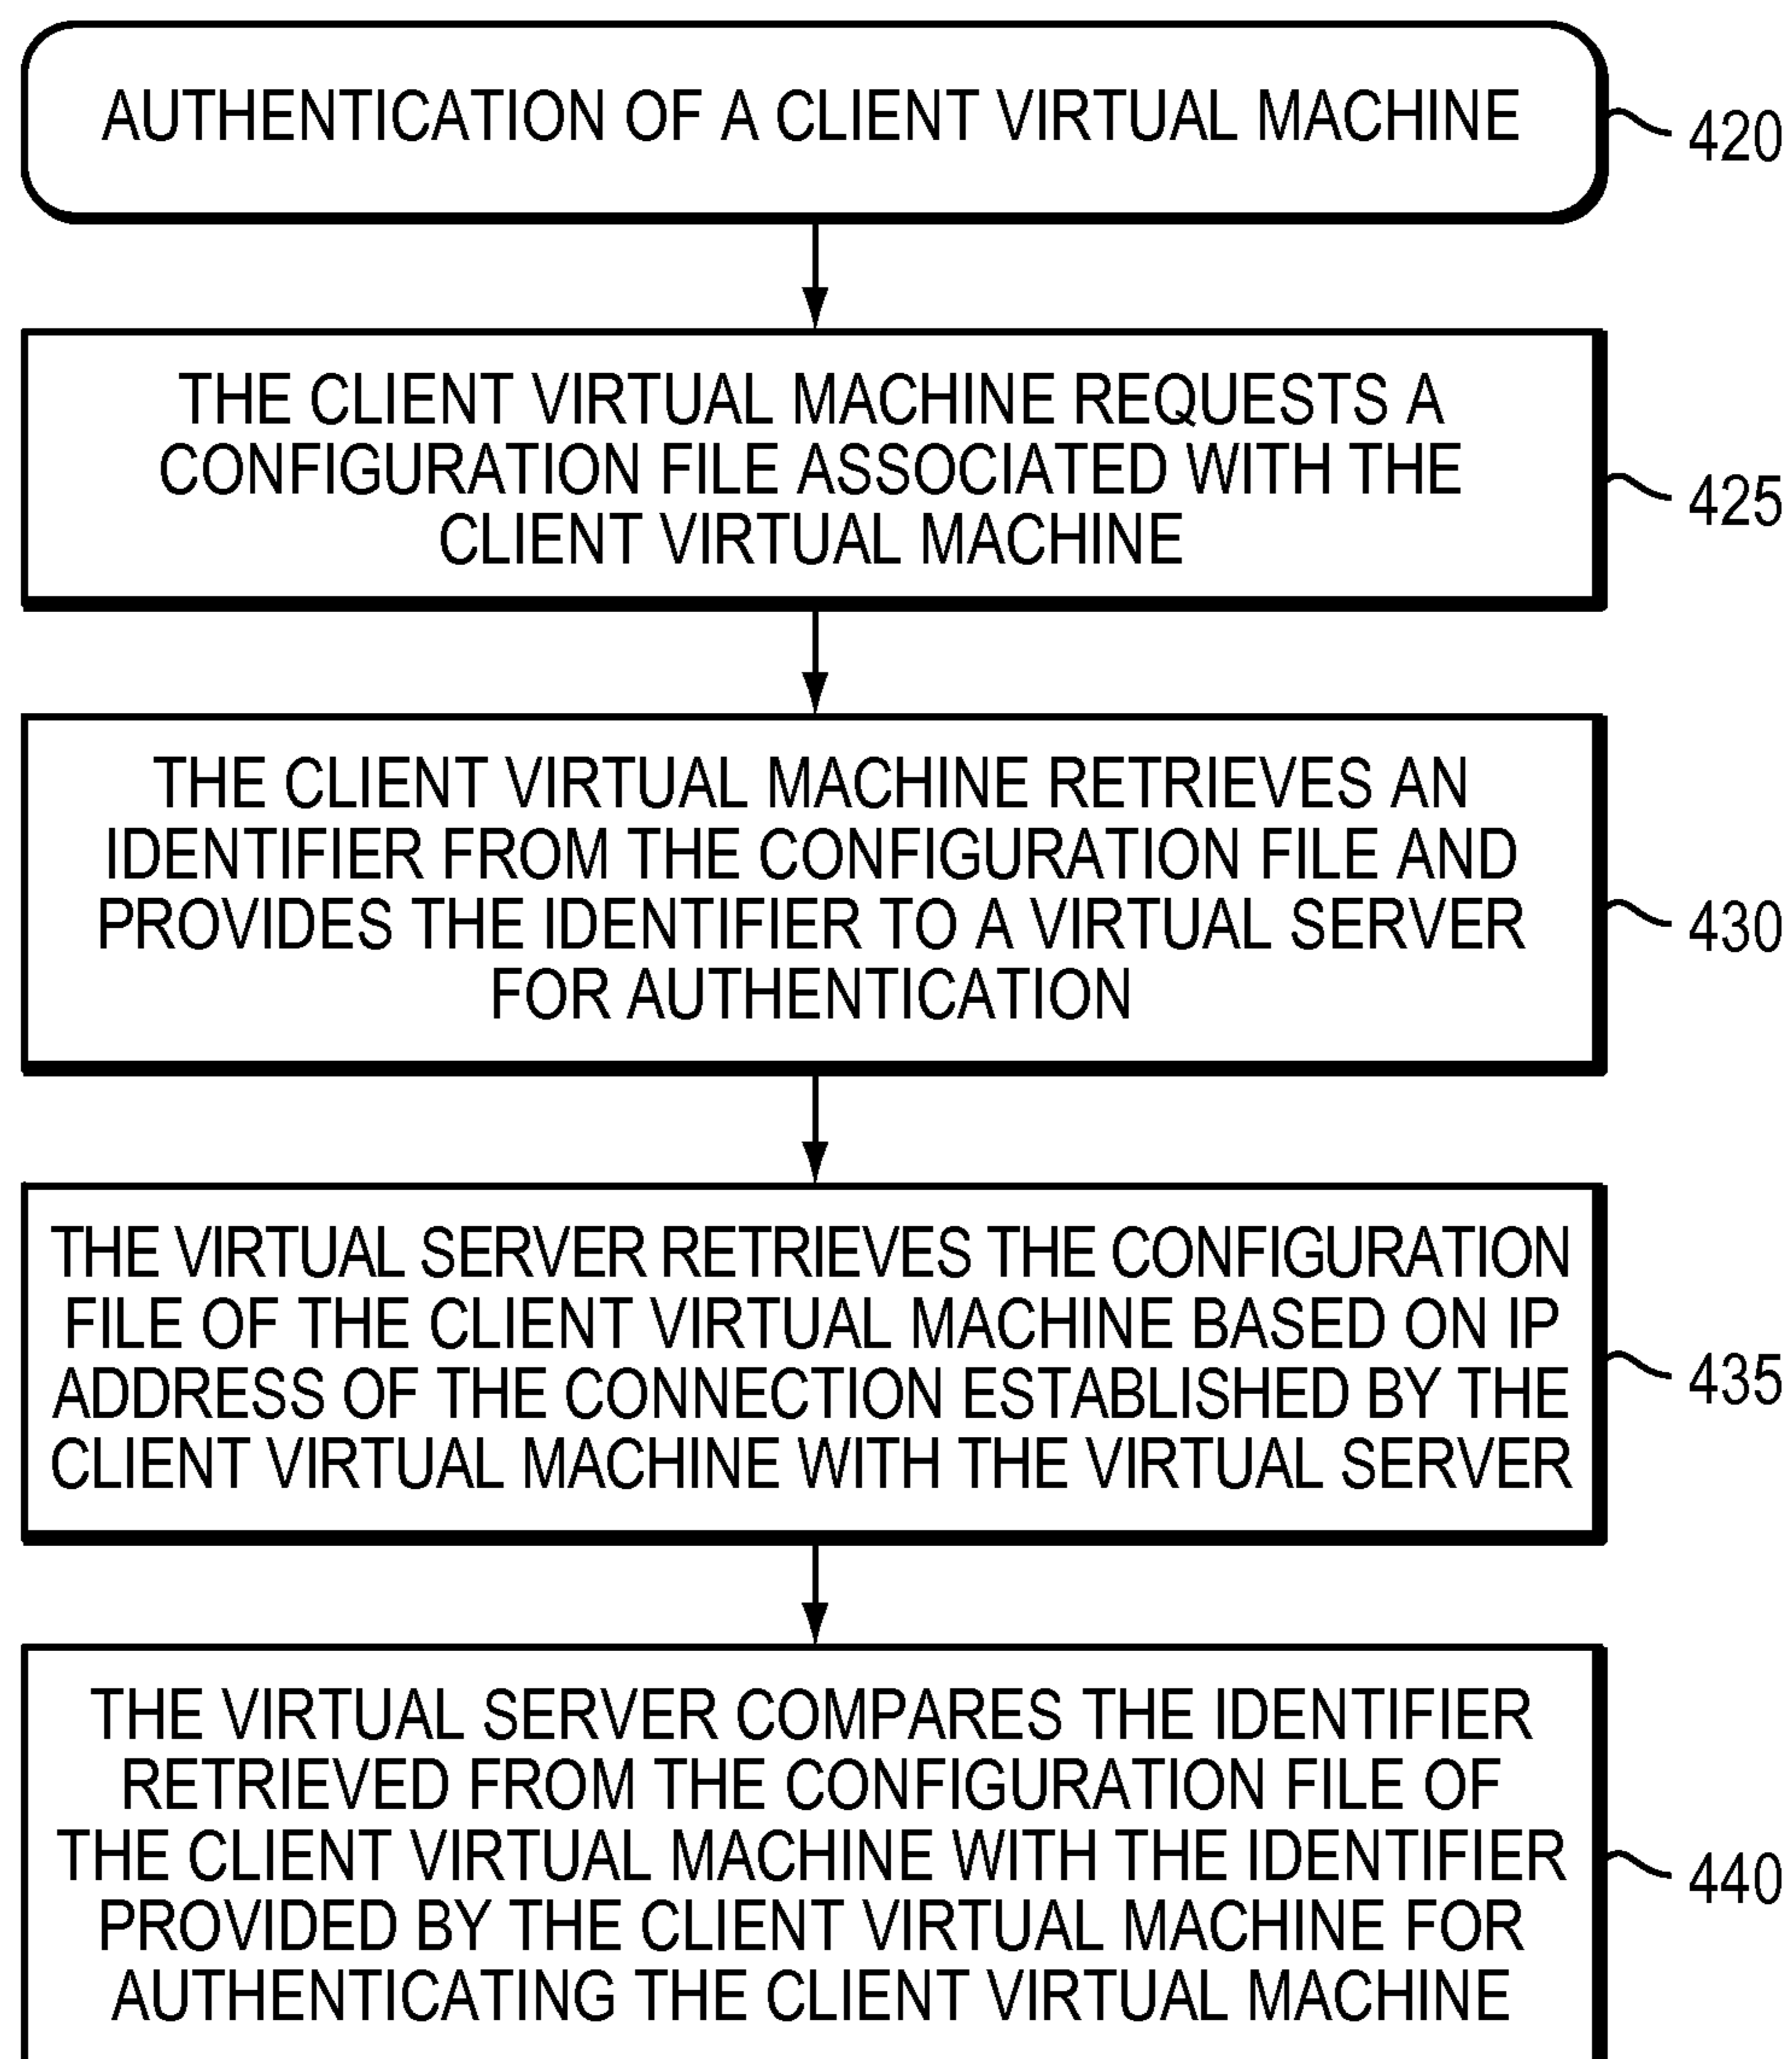 AUTHENTICATION OF A CLIENT VIRTUAL MACHINE
420
THE CLIENT VIRTUAL MACHINE REQUESTS A
CONFIGURATION FILE ASSOCIATED WITH THE
CLIENT VIRTUAL MACHINE
425
THE CLIENT VIRTUAL MACHINE RETRIEVES AN
IDENTIFIER FROM THE CONFIGURATION FILE AND
PROVIDES THE IDENTIFIER TO A VIRTUAL SERVER
FOR AUTHENTICATION
430
THE VIRTUAL SERVER RETRIEVES THE CONFIGURATION
FILE OF THE CLIENT VIRTUAL MACHINE BASED ON IP
ADDRESS OF THE CONNECTION ESTABLISHED BY THE
CLIENT VIRTUAL MACHINE WITH THE VIRTUAL SERVER
435
THE VIRTUAL SERVER COMPARES THE IDENTIFIER
RETRIEVED FROM THE CONFIGURATION FILE OF
THE CLIENT VIRTUAL MACHINE WITH THE IDENTIFIER
PROVIDED BY THE CLIENT VIRTUAL MACHINE FOR
AUTHENTICATING THE CLIENT VIRTUAL MACHINE
440